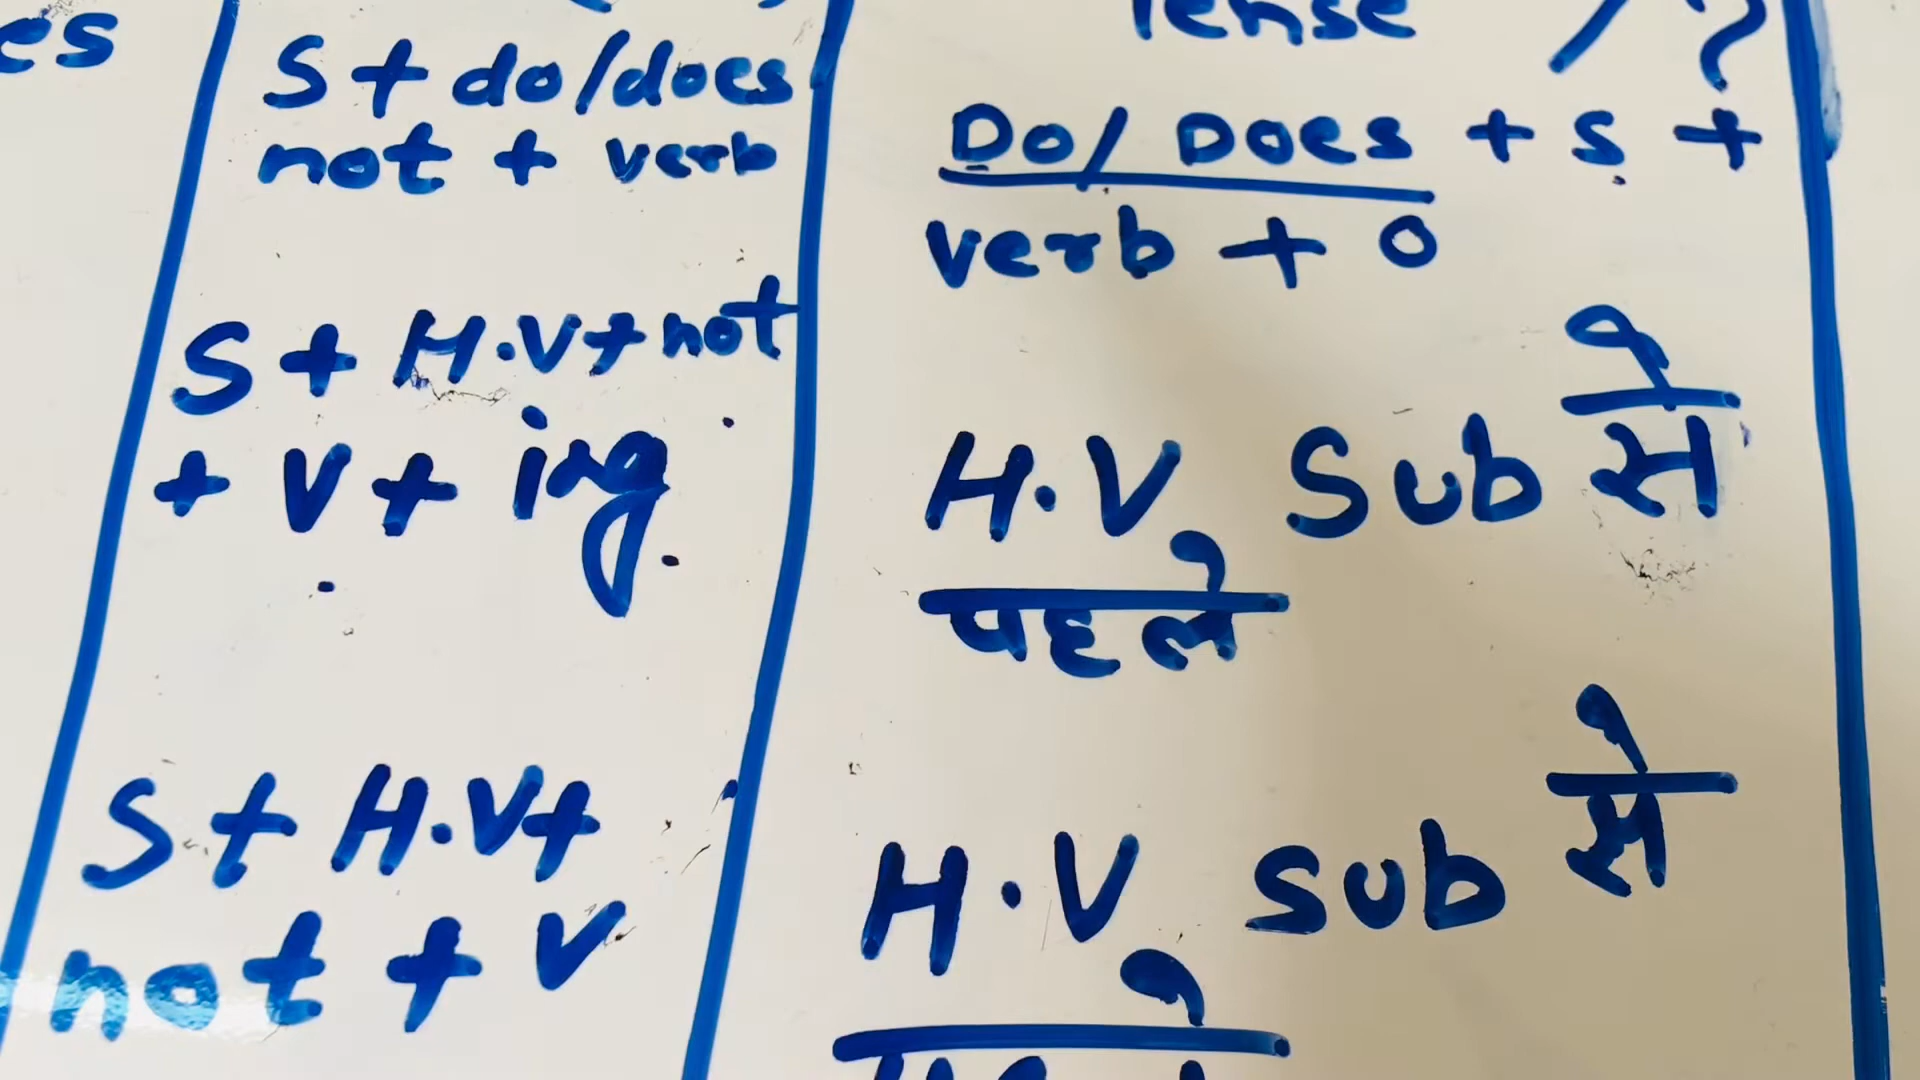 es
S + do/does
not + verb
S + H.V + not
+ V + ing
S + H.V +
not + V
Tense / ?
Do/ Does + S +
verb + O
H.V Sub से
पहले
H.V sub से